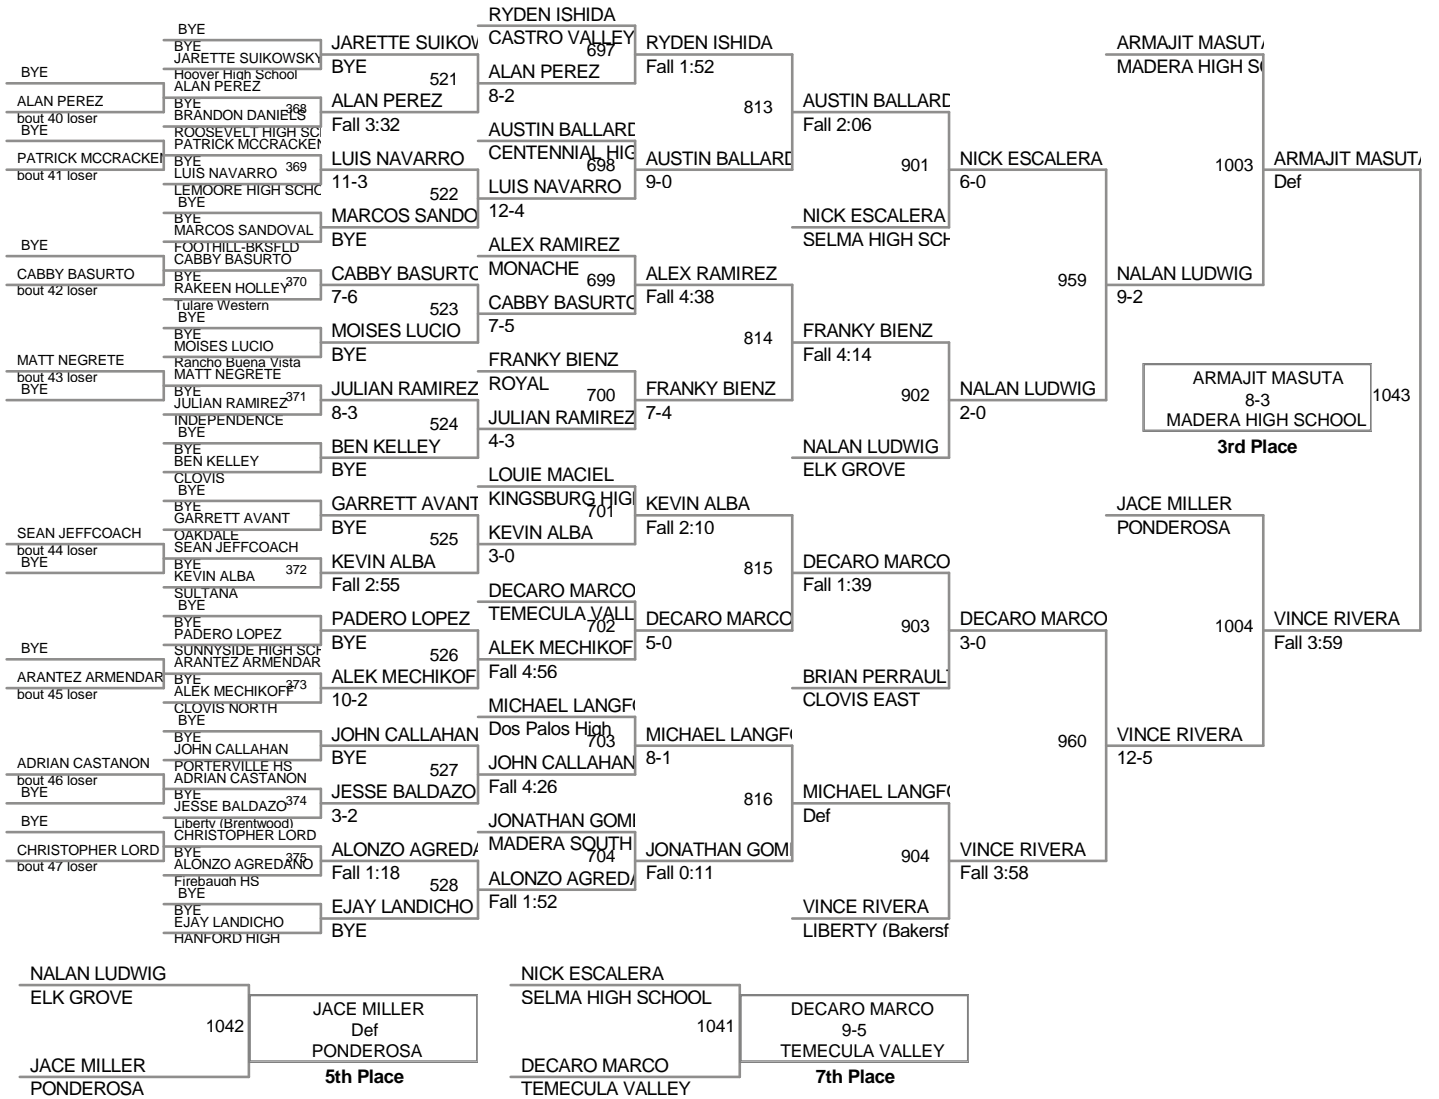 BYE
ALAN PEREZ
bout 40 loser
BYE
PATRICK MCCRACKEN
bout 41 loser
BYE
CABBY BASURTO
bout 42 loser
MATT NEGRETE
bout 43 loser
BYE
SEAN JEFFCOACH
bout 44 loser
BYE
BYE
ARANTEZ ARMENDAR
bout 45 loser
ADRIAN CASTANON
bout 46 loser
BYE
BYE
CHRISTOPHER LORD
bout 47 loser
BYE
BYE
JARETTE SUIKOWSKY
Hoover High School
ALAN PEREZ
BYE
368
BRANDON DANIELS
ROOSEVELT HIGH SC
PATRICK MCCRACKEN
BYE
369
LUIS NAVARRO
LEMOORE HIGH SCHO
BYE
BYE
MARCOS SANDOVAL
FOOTHILL-BKSFLD
CABBY BASURTO
BYE
370
RAKEEN HOLLEY
Tulare Western
BYE
BYE
MOISES LUCIO
Rancho Buena Vista
MATT NEGRETE
BYE
371
JULIAN RAMIREZ
INDEPENDENCE
BYE
BYE
BEN KELLEY
CLOVIS
BYE
BYE
GARRETT AVANT
OAKDALE
SEAN JEFFCOACH
BYE
372
KEVIN ALBA
SULTANA
BYE
BYE
PADERO LOPEZ
SUNNYSIDE HIGH SCH
ARANTEZ ARMENDAR
BYE
373
ALEK MECHIKOFF
CLOVIS NORTH
BYE
BYE
JOHN CALLAHAN
PORTERVILLE HS
ADRIAN CASTANON
BYE
374
JESSE BALDAZO
Liberty (Brentwood)
CHRISTOPHER LORD
BYE
375
ALONZO AGREDANO
Firebaugh HS
BYE
BYE
EJAY LANDICHO
HANFORD HIGH
JARETTE SUIKOW
BYE
521
ALAN PEREZ
Fall 3:32
LUIS NAVARRO
11-3
522
MARCOS SANDO
BYE
CABBY BASURTO
7-6
523
MOISES LUCIO
BYE
JULIAN RAMIREZ
8-3
524
BEN KELLEY
BYE
GARRETT AVANT
BYE
525
KEVIN ALBA
Fall 2:55
PADERO LOPEZ
BYE
526
ALEK MECHIKOF
10-2
JOHN CALLAHAN
BYE
527
JESSE BALDAZO
3-2
ALONZO AGREDA
Fall 1:18
528
EJAY LANDICHO
BYE
RYDEN ISHIDA
CASTRO VALLEY
697
ALAN PEREZ
8-2
AUSTIN BALLARD
CENTENNIAL HIG
698
LUIS NAVARRO
12-4
ALEX RAMIREZ
MONACHE
699
CABBY BASURTO
7-5
FRANKY BIENZ
ROYAL
700
JULIAN RAMIREZ
4-3
LOUIE MACIEL
KINGSBURG HIGH
701
KEVIN ALBA
3-0
DECARO MARCO
TEMECULA VALL
702
ALEK MECHIKOF
Fall 4:56
MICHAEL LANGFO
Dos Palos High
703
JOHN CALLAHAN
Fall 4:26
JONATHAN GOM
MADERA SOUTH
704
ALONZO AGREDA
Fall 1:52
RYDEN ISHIDA
Fall 1:52
813
AUSTIN BALLARD
9-0
ALEX RAMIREZ
Fall 4:38
814
FRANKY BIENZ
7-4
KEVIN ALBA
Fall 2:10
815
DECARO MARCO
5-0
MICHAEL LANGFO
8-1
816
JONATHAN GOM
Fall 0:11
AUSTIN BALLARD
Fall 2:06
901
NICK ESCALERA
SELMA HIGH SCH
FRANKY BIENZ
Fall 4:14
902
NALAN LUDWIG
ELK GROVE
DECARO MARCO
Fall 1:39
903
BRIAN PERRAUL
CLOVIS EAST
MICHAEL LANGFO
Def
904
VINCE RIVERA
LIBERTY (Bakersf
NICK ESCALERA
6-0
959
NALAN LUDWIG
2-0
DECARO MARCO
3-0
960
VINCE RIVERA
Fall 3:58
ARMAJIT MASUTA
MADERA HIGH S
1003
NALAN LUDWIG
9-2
JACE MILLER
PONDEROSA
1004
VINCE RIVERA
12-5
ARMAJIT MASUTA
Def
VINCE RIVERA
Fall 3:59
ARMAJIT MASUTA
8-3
1043
MADERA HIGH SCHOOL
3rd Place
NALAN LUDWIG
ELK GROVE
1042
JACE MILLER
PONDEROSA
JACE MILLER
Def
PONDEROSA
5th Place
NICK ESCALERA
SELMA HIGH SCHOOL
1041
DECARO MARCO
TEMECULA VALLEY
DECARO MARCO
9-5
TEMECULA VALLEY
7th Place